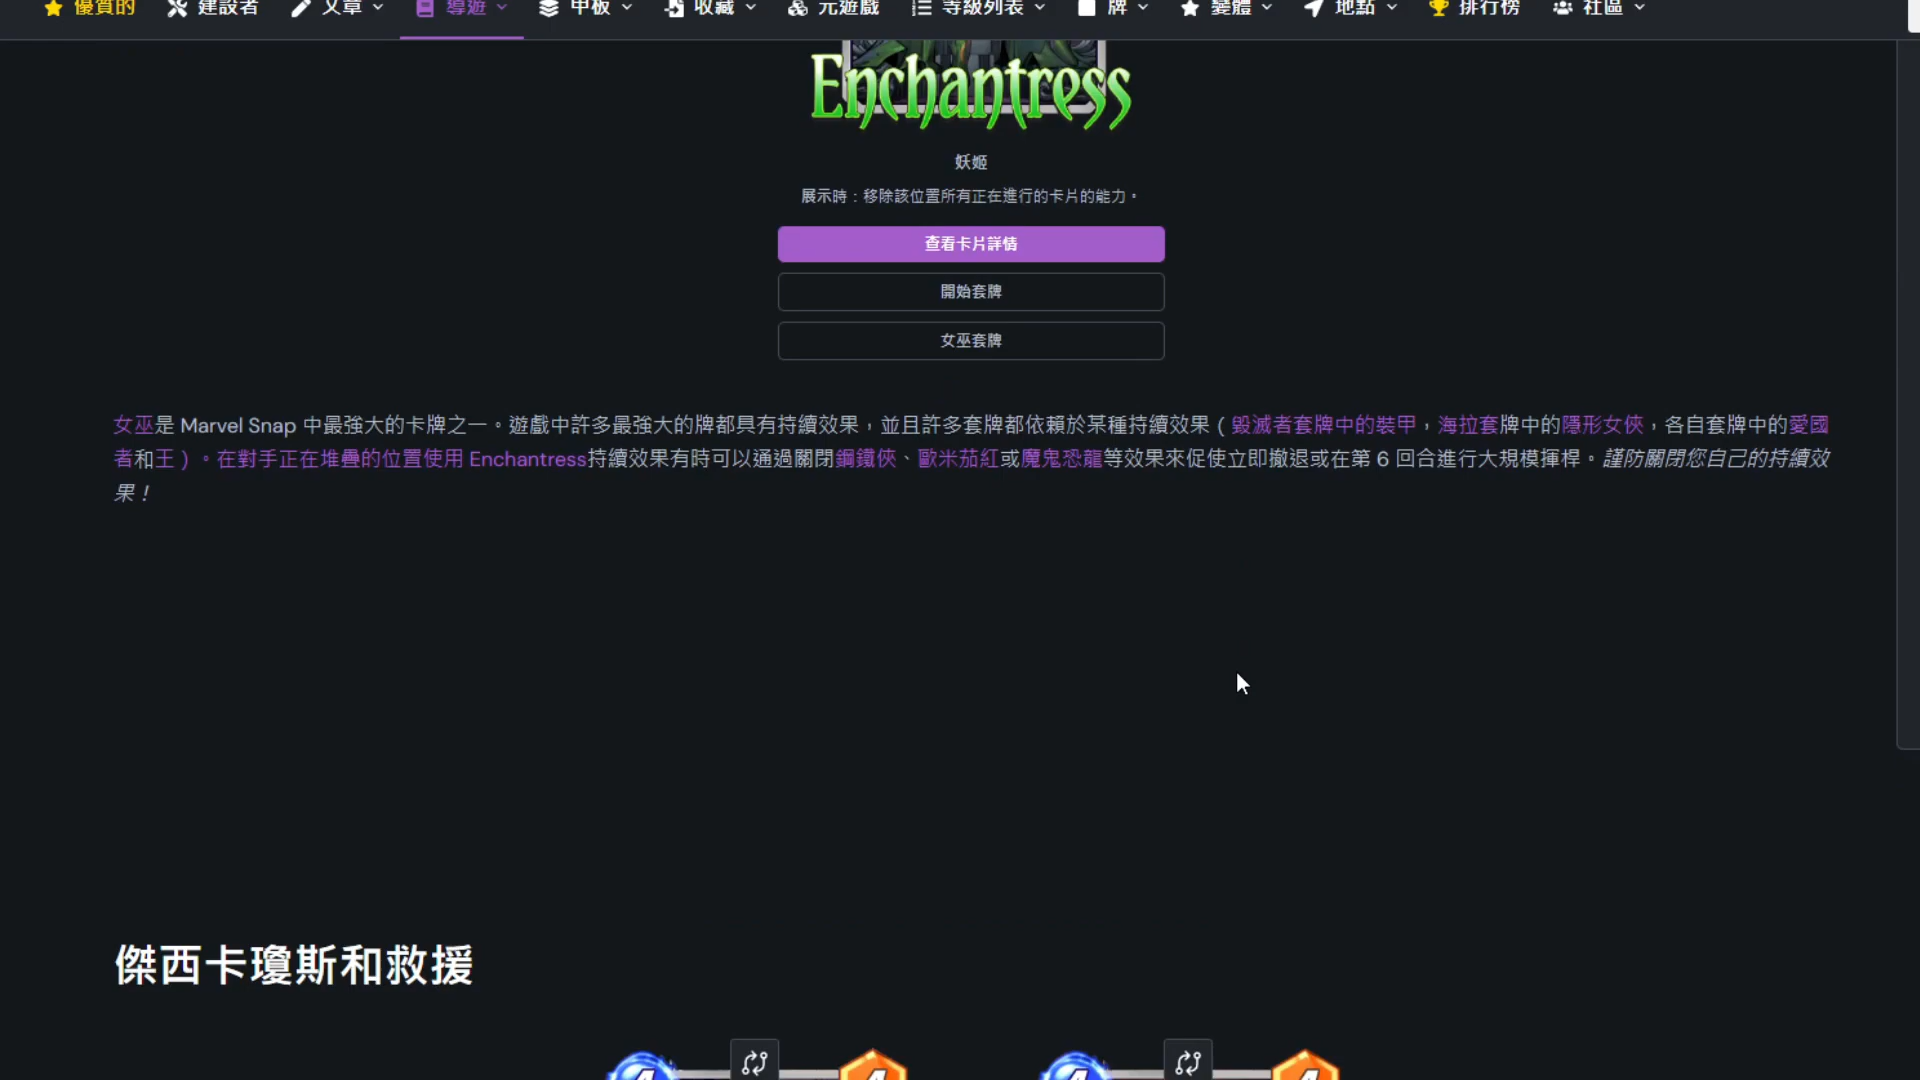 優質的 建設者 文章 導遊 甲板 收藏 元遊戲 等級列表 牌 變體 地點 排行榜 社區
Enchantress
妖姬
展示時：移除該位置所有正在進行的卡片的能力。
查看卡片詳情
開始套牌
女巫套牌
女巫是 Marvel Snap 中最強大的卡牌之一。遊戲中許多最強大的牌都具有持續效果，並且許多套牌都依賴於某種持續效果（毀滅者套牌中的裝甲，海拉套牌中的隱形女俠，各自套牌中的愛國
者和王）。在對手正在堆疊的位置使用 Enchantress持續效果有時可以通過關閉鋼鐵俠、歐米茄紅或魔鬼恐龍等效果來促使立即撤退或在第 6 回合進行大規模揮桿。謹防關閉您自己的持續效
果！
傑西卡瓊斯和救援